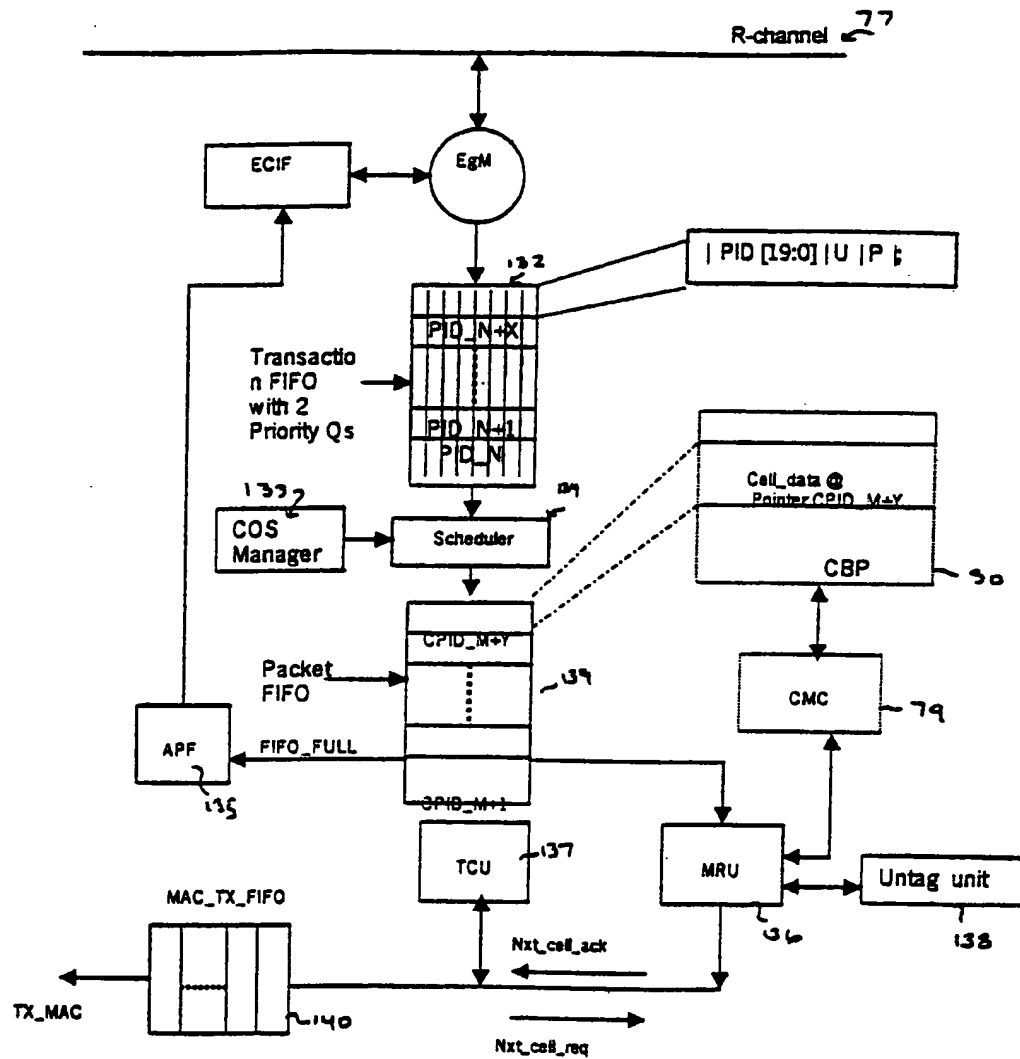 R-channel 77
ECIF
EgM
132
| PID [19:0] | U | P |;
PID_N+X
Transactio
n FIFO
with 2
Priority Qs
PID_N+1
PID_N
133
COS
Manager
134
Scheduler
Cell_data @
Pointer CPID_M+Y
CBP
50
CPID_M+Y
Packet
FIFO
139
CMC
79
APF
135
FIFO_FULL
CPID_M+1
TCU
137
MRU
136
Untag unit
138
MAC_TX_FIFO
Nxt_cell_ack
TX_MAC
140
Nxt_cell_req